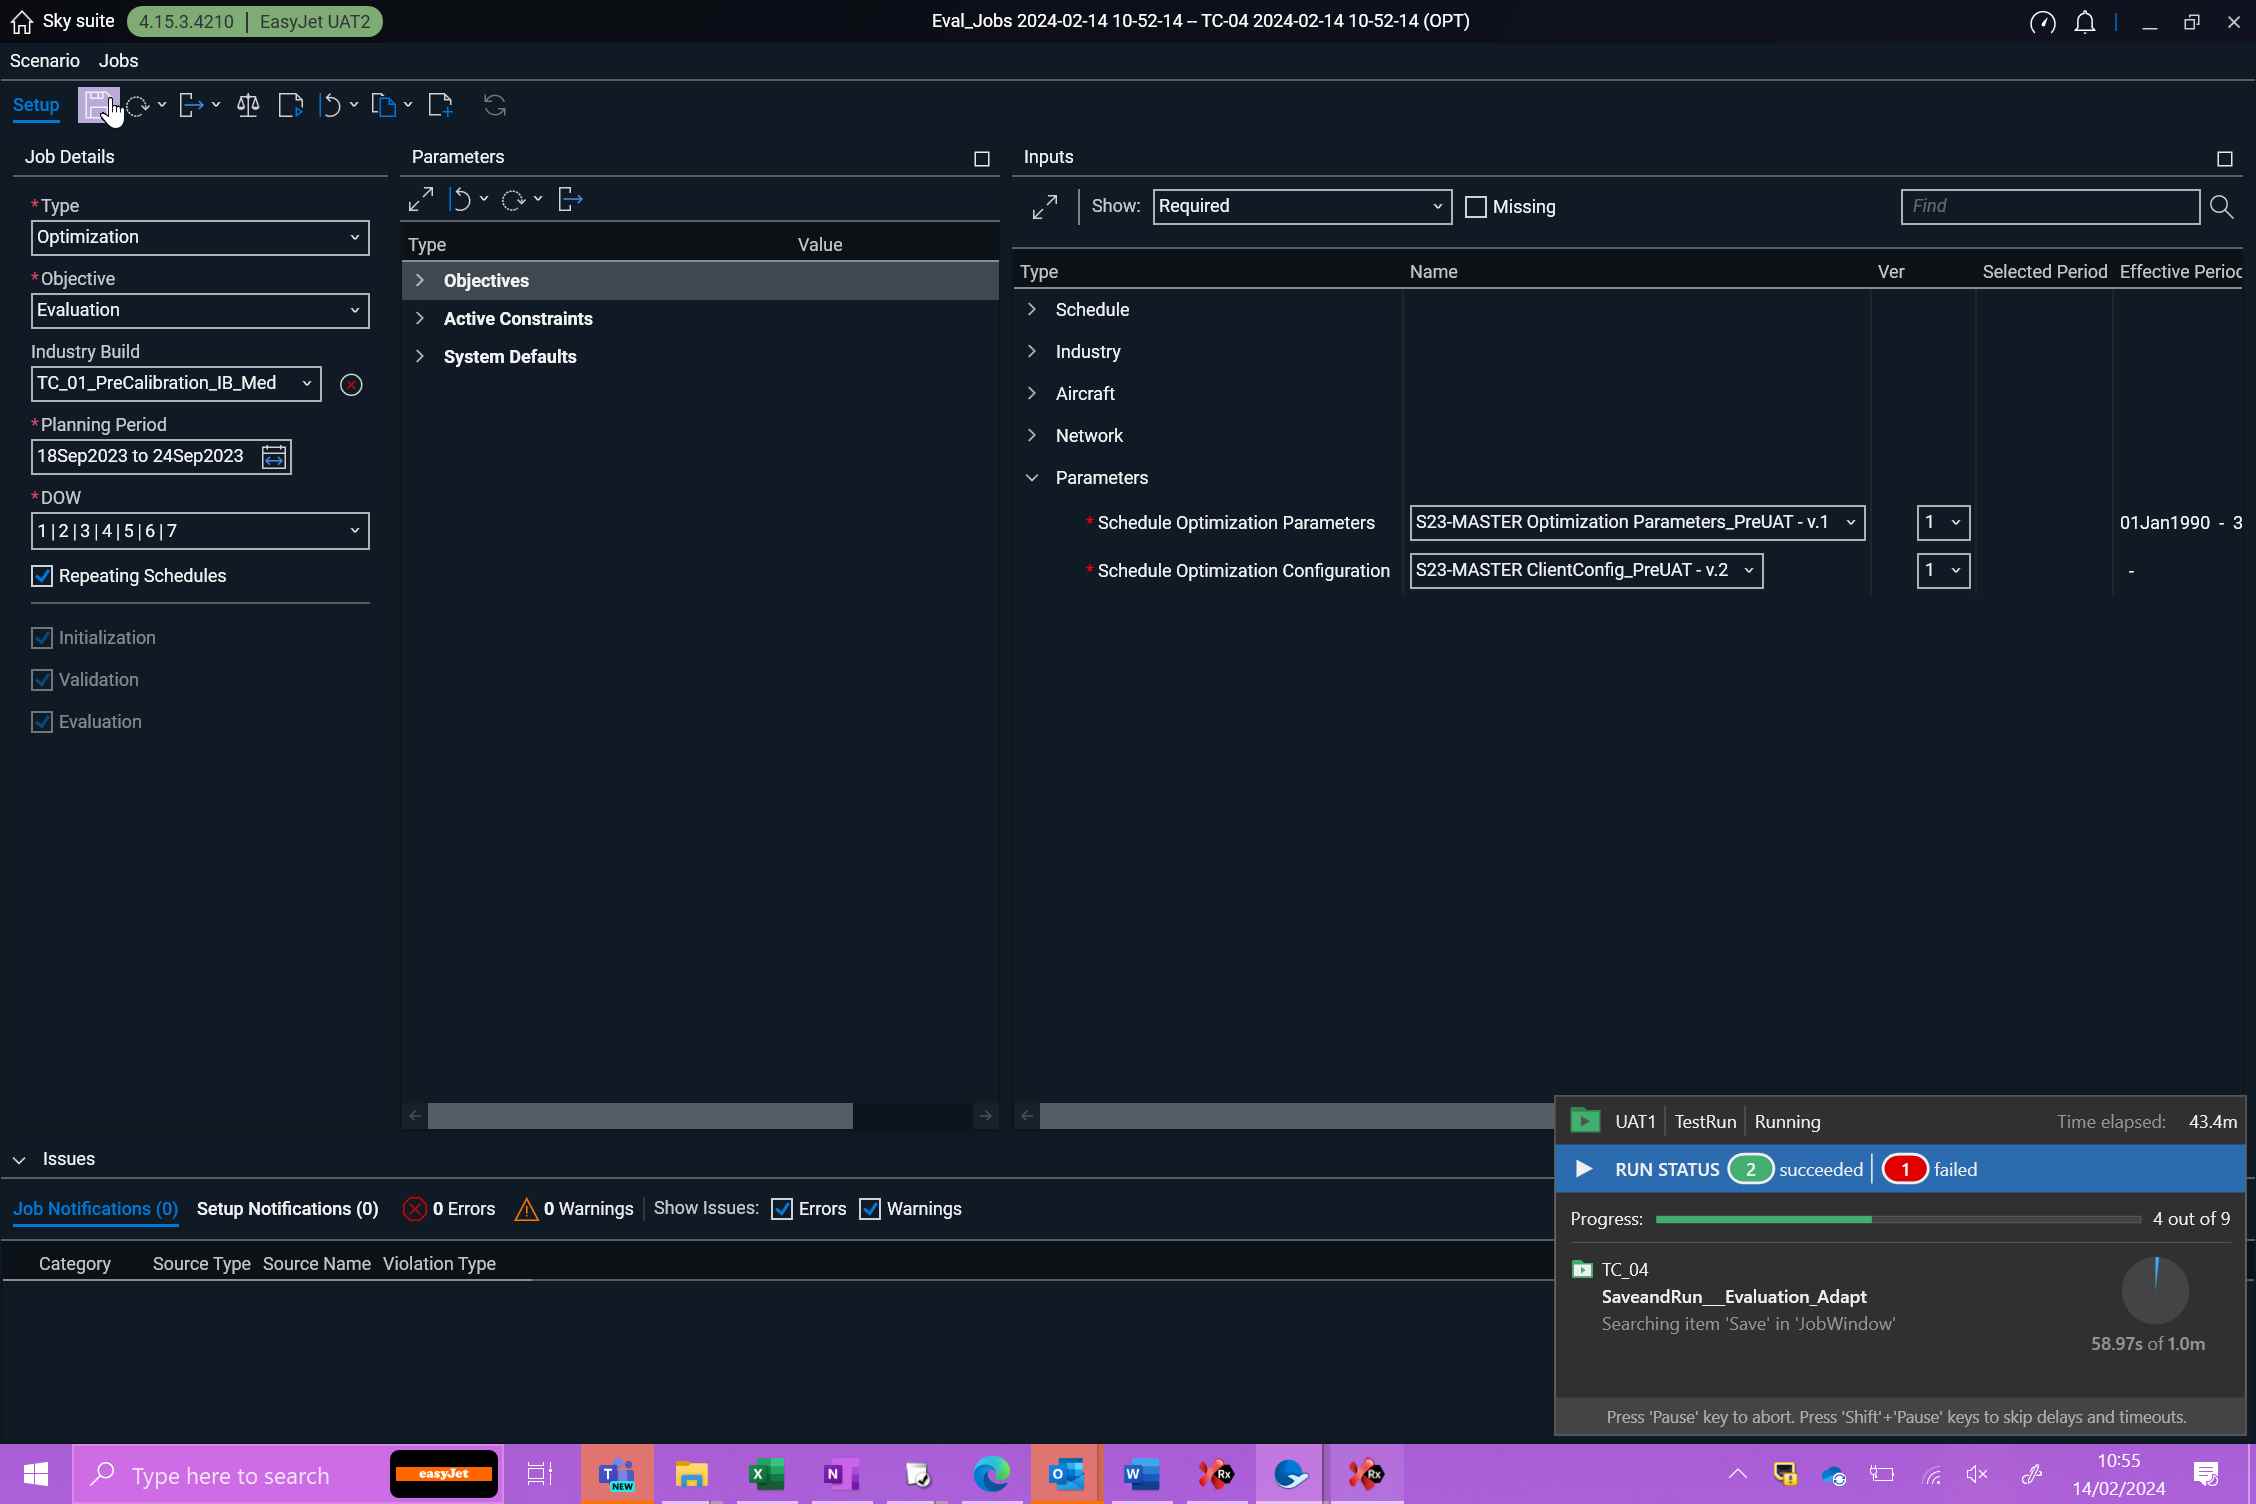 Sky suite 4.15.3.4210 | EasyJet UAT2 Eval_Jobs 2024-02-14 10-52-14 – TC-04 2024-02-14 10-52-14 (OPT)
Scenario Jobs
Setup
Job Details
*Type
Optimization
*Objective
Evaluation
Industry Build
TC_01_PreCalibration_IB_Med
*Planning Period
18Sep2023 to 24Sep2023
*DOW
1|2|3|4|5|6|7
Repeating Schedules
Initialization
Validation
Evaluation
Parameters
Type Value
Objectives
Active Constraints
System Defaults
Inputs
Show: Required Missing Find
Type Name Ver Selected Period Effective Perioc
Schedule
Industry
Aircraft
Network
Parameters
* Schedule Optimization Parameters S23-MASTER Optimization Parameters_PreUAT - v.1 1 01Jan1990 - 3
* Schedule Optimization Configuration S23-MASTER ClientConfig_PreUAT - v.2 1 -
Issues
Job Notifications (0) Setup Notifications (0) 0 Errors 0 Warnings Show Issues: Errors Warnings
Category Source Type Source Name Violation Type
UAT1 | TestRun | Running Time elapsed: 43.4m
RUN STATUS 2 succeeded | 1 failed
Progress: 4 out of 9
TC_04
SaveandRun___Evaluation_Adapt
Searching item 'Save' in 'JobWindow'
58.97s of 1.0m
Press 'Pause' key to abort. Press 'Shift'+'Pause' keys to skip delays and timeouts.
Type here to search easyJet T NEW X N O W Rx Rx
10:55
14/02/2024